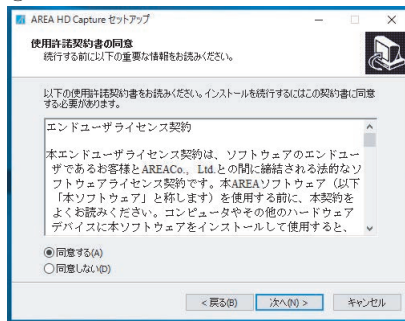 AREA HD Capture セットアップ
使用許諾契約書の同意
続行する前に以下の重要な情報をお読みください。
以下の使用許諾契約書をお読みください。インストールを続行するにはこの契約書に同意
する必要があります。
エンドユーザライセンス契約
本エンドユーザライセンス契約は、ソフトウェアのエンドユー
ザであるお客様とAREACo., Ltd.との間に締結される法的なソ
フトウェアライセンス契約です。本AREAソフトウェア（以下
「本ソフトウェア」と称します）を使用する前に、本契約を
よくお読みください。コンピュータやその他のハードウェア
デバイスに本ソフトウェアをインストールして使用すると、
同意する(A)
同意しない(D)
< 戻る(B)
次へ(N) >
キャンセル